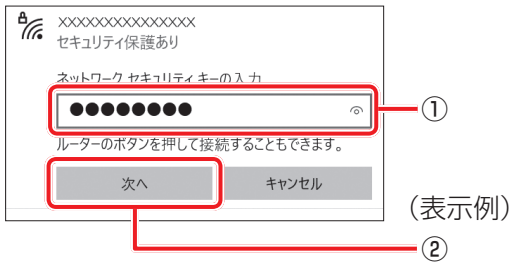 XXXXXXXXXXXXXXX
セキュリティ保護あり
ネットワーク セキュリティ キーの入力
●●●●●●●●
①
ルーターのボタンを押して接続することもできます。
次へ
キャンセル
(表示例)
②